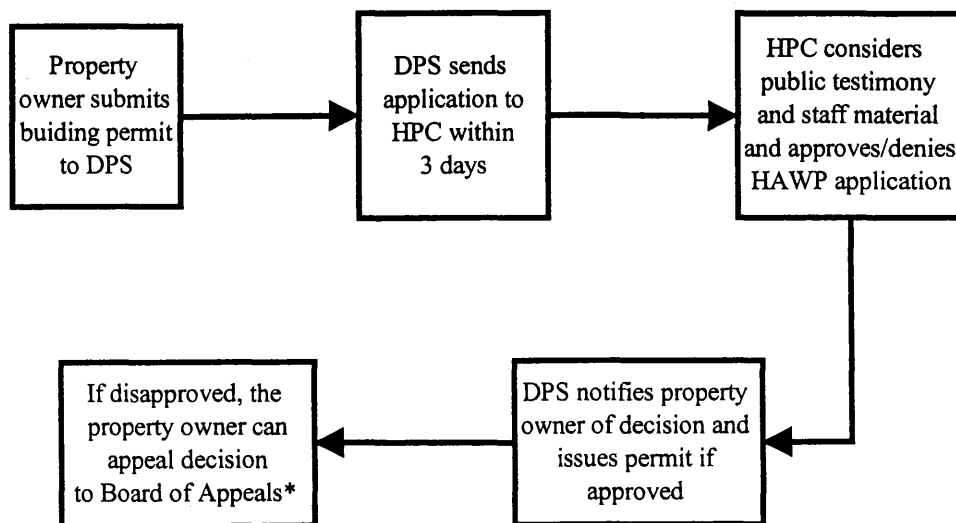 Property
owner submits
buiding permit
to DPS
DPS sends
application to
HPC within
3 days
HPC considers
public testimony
and staff material
and approves/denies
HAWP application
DPS notifies property
owner of decision and
issues permit if
approved
If disapproved, the
property owner can
appeal decision
to Board of Appeals*